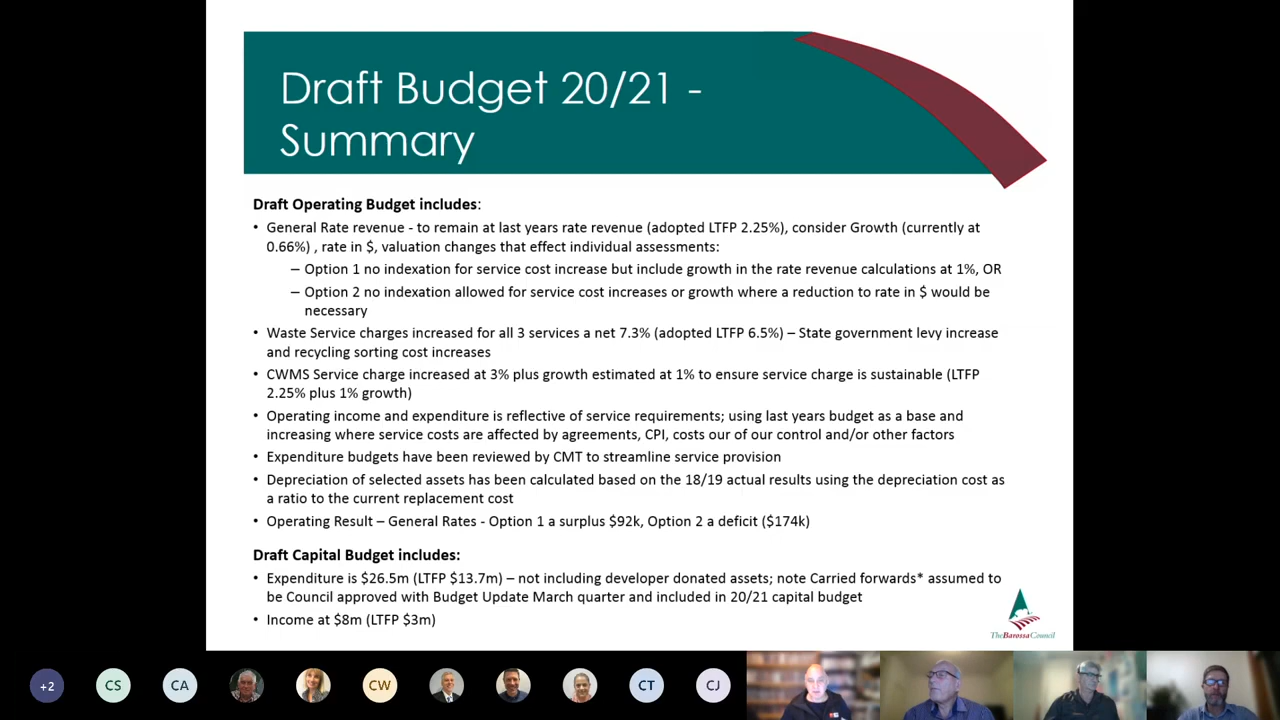 Draft Budget 20/21 -
Summary
Draft Operating Budget includes:
• General Rate revenue - to remain at last years rate revenue (adopted LTFP 2.25%), consider Growth (currently at
0.66%) , rate in $, valuation changes that effect individual assessments:
– Option 1 no indexation for service cost increase but include growth in the rate revenue calculations at 1%, OR
– Option 2 no indexation allowed for service cost increases or growth where a reduction to rate in $ would be
necessary
• Waste Service charges increased for all 3 services a net 7.3% (adopted LTFP 6.5%) – State government levy increase
and recycling sorting cost increases
• CWMS Service charge increased at 3% plus growth estimated at 1% to ensure service charge is sustainable (LTFP
2.25% plus 1% growth)
• Operating income and expenditure is reflective of service requirements; using last years budget as a base and
increasing where service costs are affected by agreements, CPI, costs our of our control and/or other factors
• Expenditure budgets have been reviewed by CMT to streamline service provision
• Depreciation of selected assets has been calculated based on the 18/19 actual results using the depreciation cost as
a ratio to the current replacement cost
• Operating Result – General Rates - Option 1 a surplus $92k, Option 2 a deficit ($174k)
Draft Capital Budget includes:
• Expenditure is $26.5m (LTFP $13.7m) – not including developer donated assets; note Carried forwards* assumed to
be Council approved with Budget Update March quarter and included in 20/21 capital budget
• Income at $8m (LTFP $3m)
The Barossa Council
+2 CS CA CW CT CJ